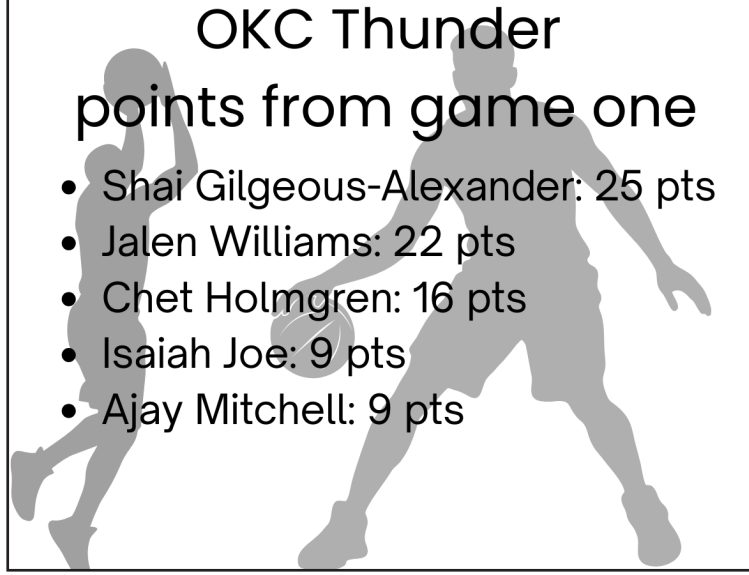 OKC Thunder
points from game one
• Shai Gilgeous-Alexander: 25 pts
• Jalen Williams: 22 pts
• Chet Holmgren: 16 pts
• Isaiah Joe: 9 pts
• Ajay Mitchell: 9 pts